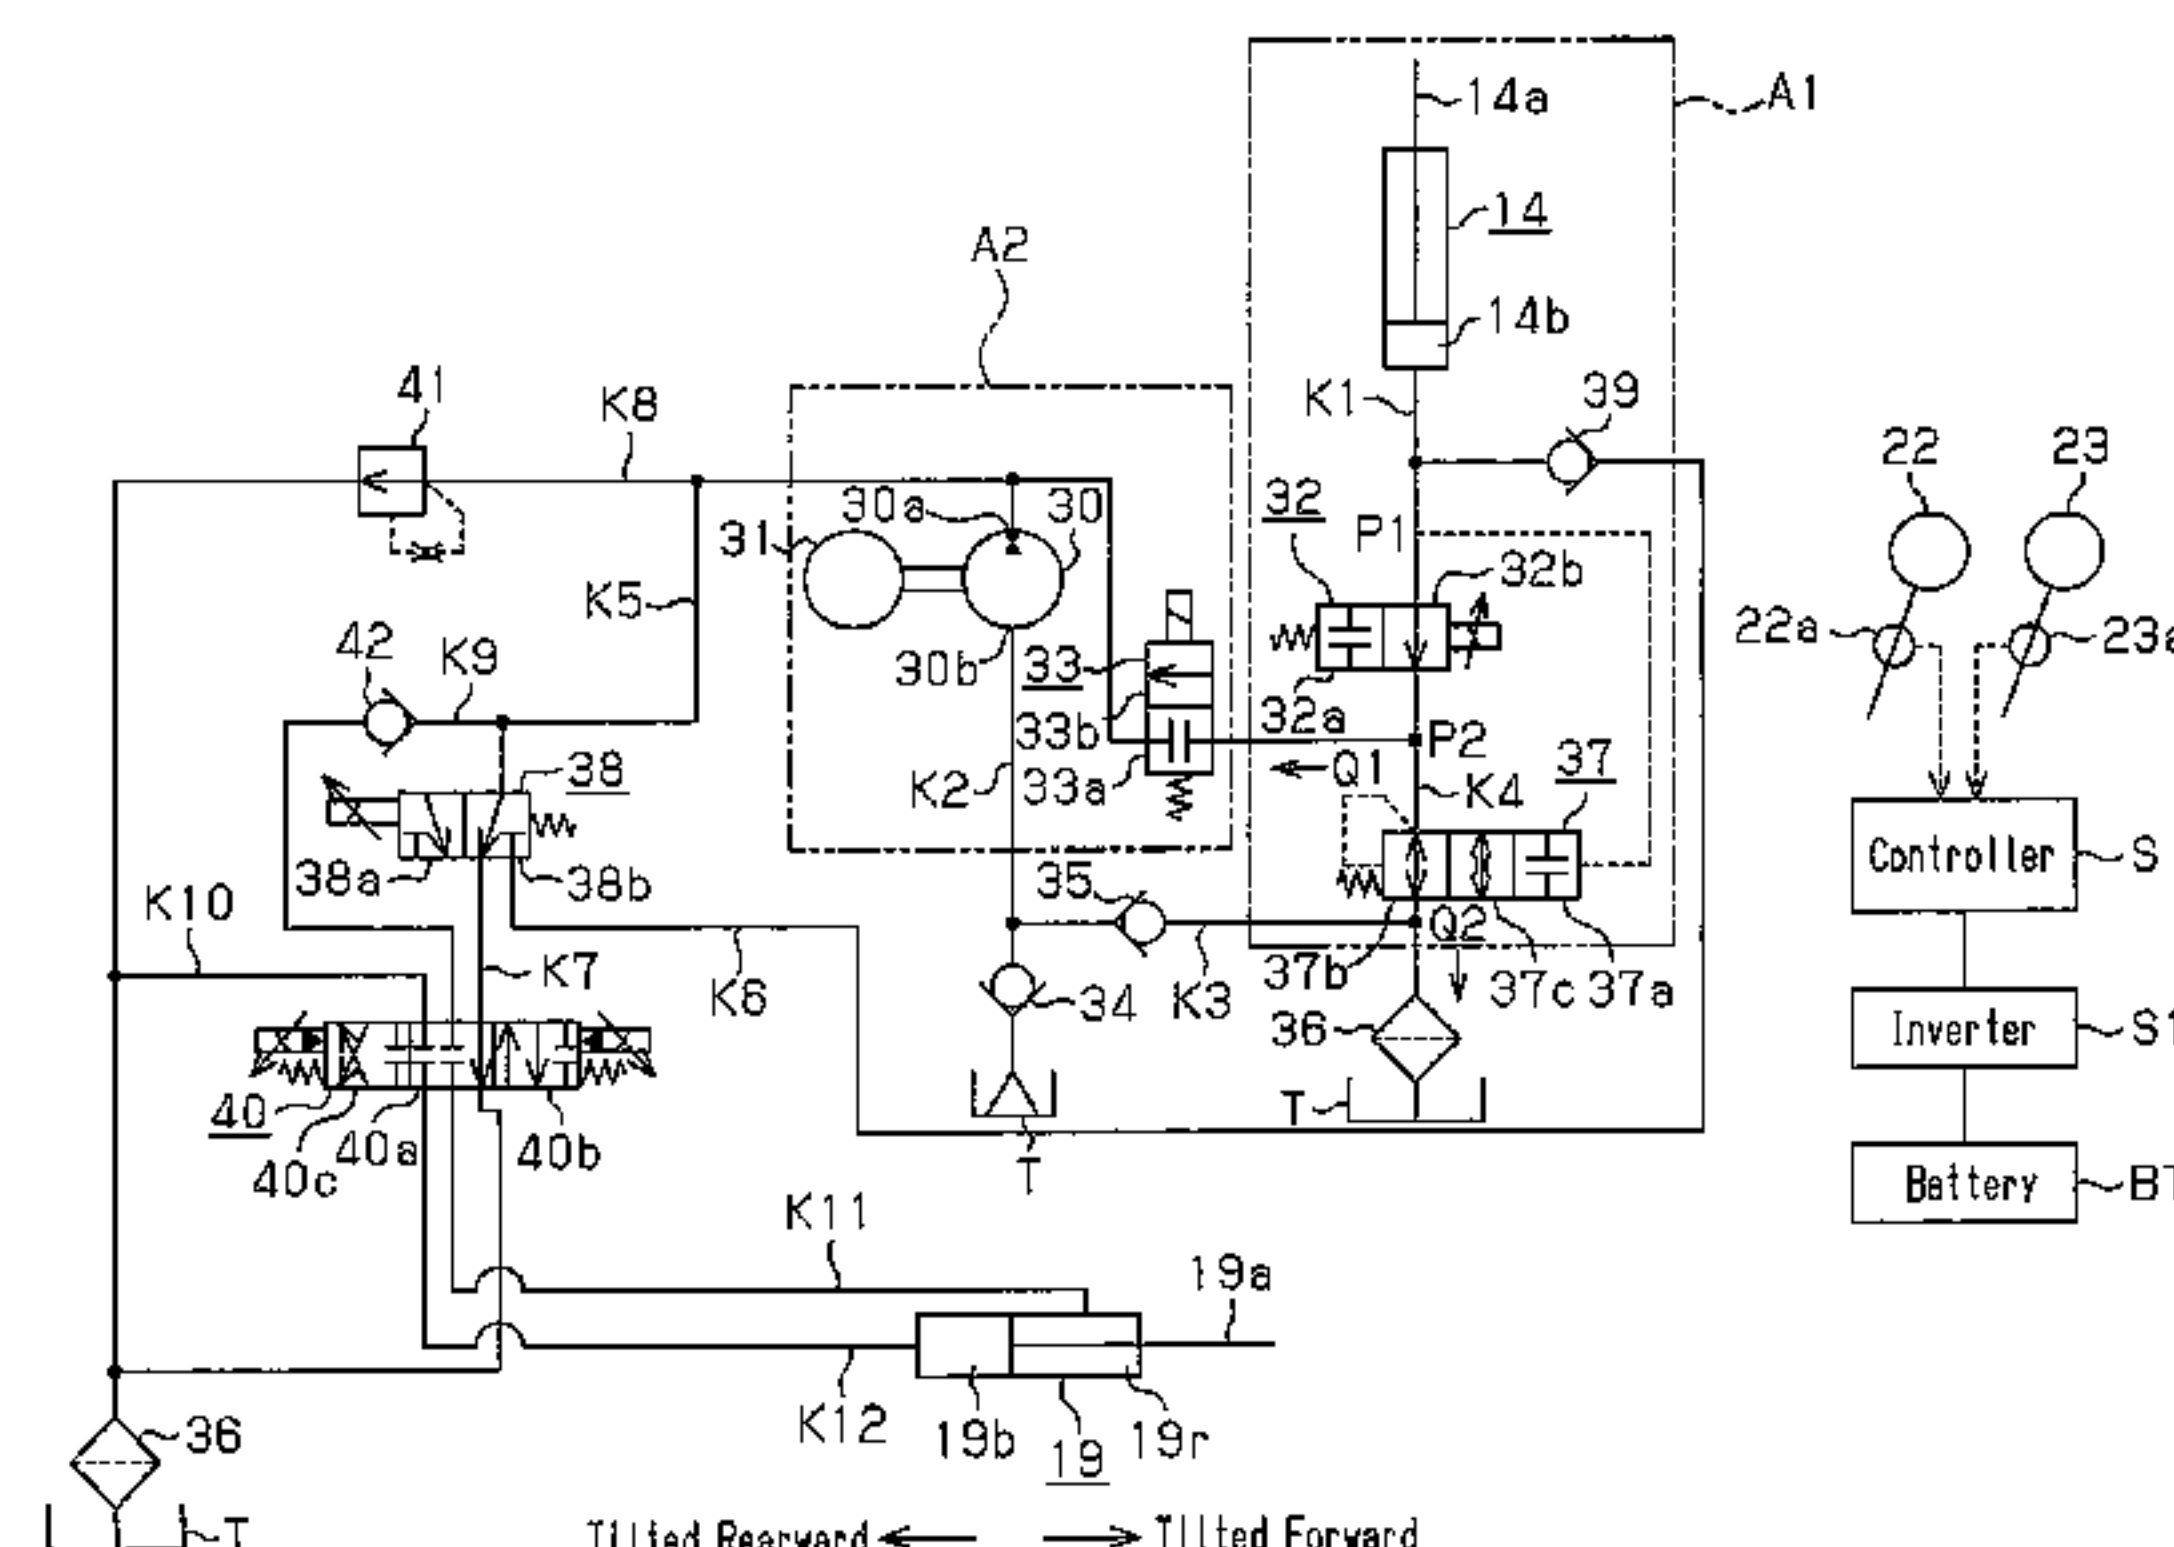 14a
A1
14
A2
14b
41
K8
K1
39
22
23
30a
30
32
P1
31
32b
K5
22a
23a
42
K9
30b
33
33b
32a
P2
38
Q1
37
K2
33a
K4
38a
38b
35
Controller
S
K10
Q2
K7
K6
34
K3
37b
37c
37a
36
Inverter
S1
40
T
40c
40a
40b
T
Battery
BT
K11
19a
K12
19b
19
19r
36
T
Tilted Rearward
Tilted Forward